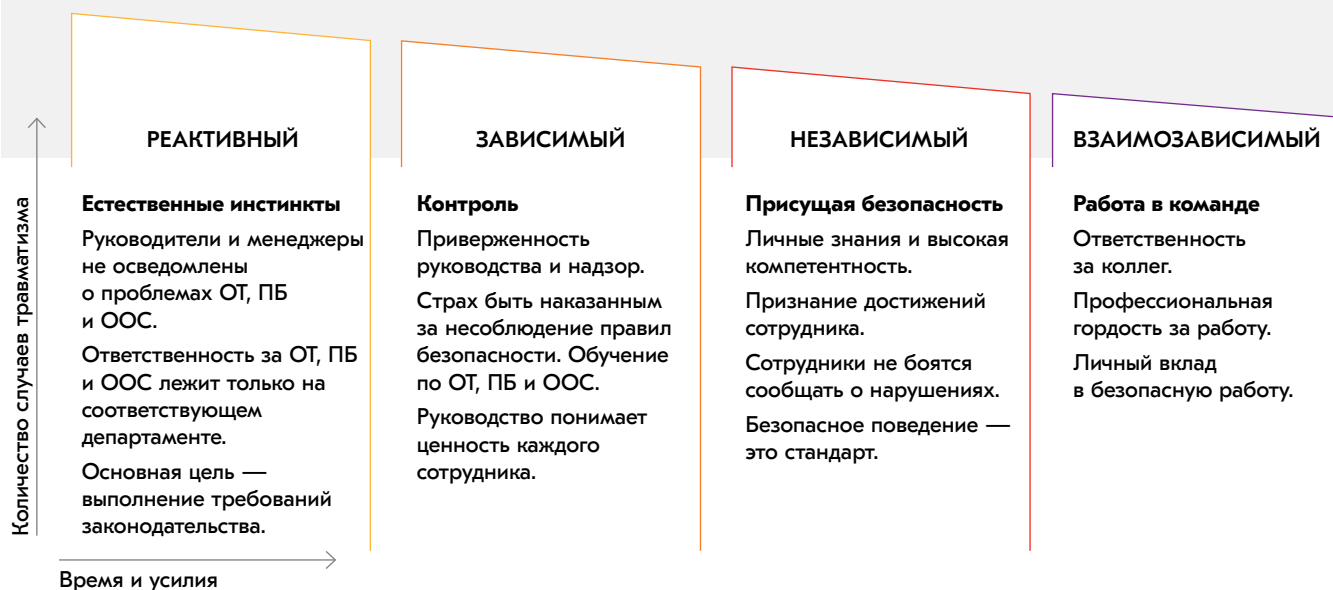 РЕАКТИВНЫЙ
Естественные инстинкты
Руководители и менеджеры
не осведомлены
о проблемах ОТ, ПБ
и ООС.
Ответственность за ОТ, ПБ
и ООС лежит только на
соответствующем
департаменте.
Основная цель —
выполнение требований
законодательства.
ЗАВИСИМЫЙ
Контроль
Приверженность
руководства и надзор.
Страх быть наказанным
за несоблюдение правил
безопасности. Обучение
по ОТ, ПБ и ООС.
Руководство понимает
ценность каждого
сотрудника.
НЕЗАВИСИМЫЙ
Присущая безопасность
Личные знания и высокая
компетентность.
Признание достижений
сотрудника.
Сотрудники не боятся
сообщать о нарушениях.
Безопасное поведение —
это стандарт.
ВЗАИМОЗАВИСИМЫЙ
Работа в команде
Ответственность
за коллег.
Профессиональная
гордость за работу.
Личный вклад
в безопасную работу.
Количество случаев травматизма
Время и усилия